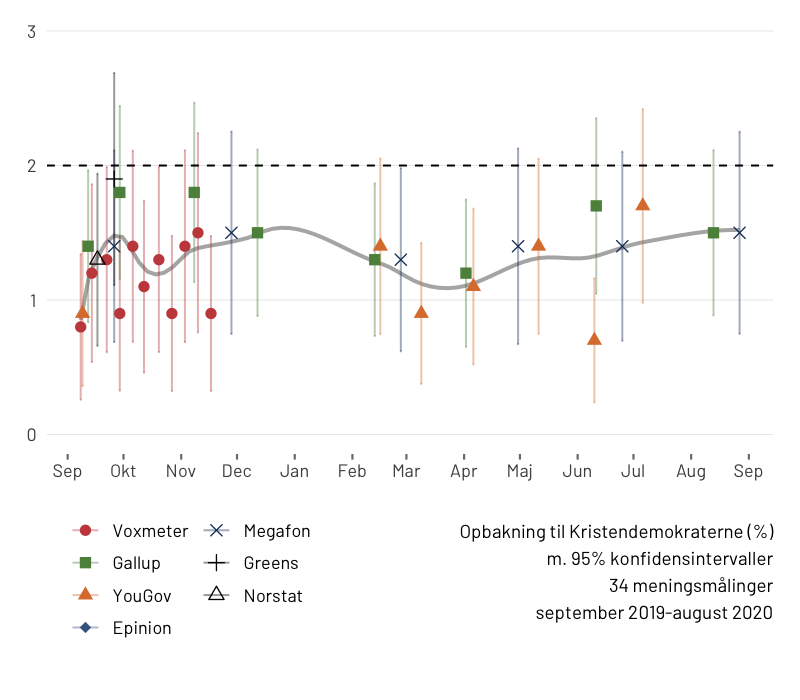 3
2
1
0
Sep Okt Nov Dec Jan Feb Mar Apr Maj Jun Jul Aug Sep
Voxmeter Megafon
Gallup Greens
YouGov Norstat
Epinion
Opbakning til Kristendemokraterne (%)
m. 95% konfidensintervaller
34 meningsmålinger
september 2019-august 2020